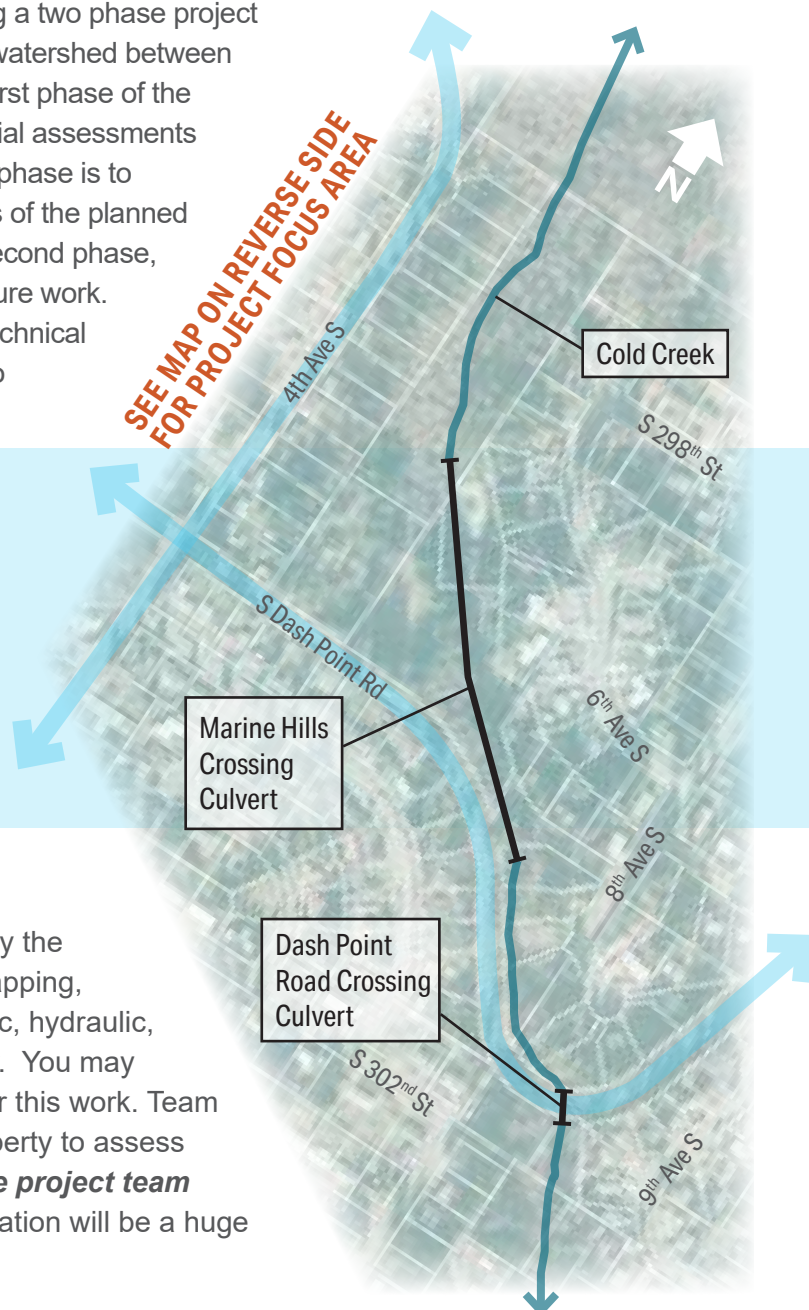 g a two phase project
watershed between
rst phase of the
ial assessments
phase is to
s of the planned
econd phase,
ure work.
echnical
SEE MAP ON REVERSE SIDE
FOR PROJECT FOCUS AREA
N
4th Ave S
Cold Creek
S 298th St
S Dash Point Rd
Marine Hills
Crossing
Culvert
6th Ave S
8th Ave S
Dash Point
Road Crossing
Culvert
S 302nd St
9th Ave S
y the
apping,
c, hydraulic,
. You may
r this work. Team
perty to assess
e project team
ation will be a huge